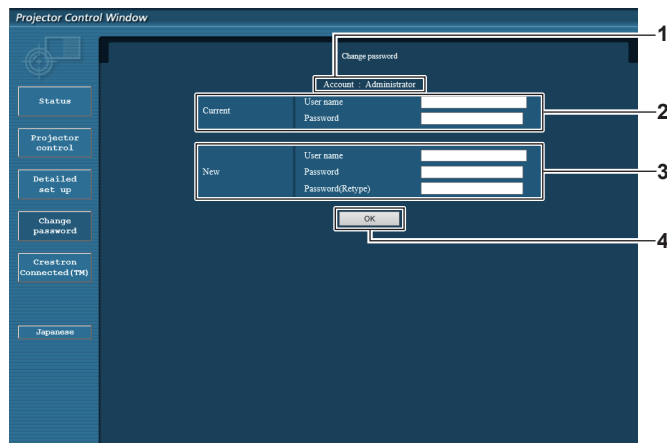 Projector Control Window
1
Change password
Account : Administrator
Status
Current
User name
Password
2
Projector
control
New
User name
Password
Password(Retype)
3
Detailed
set up
Change
password
OK
4
Crestron
Connected(TM)
Japanese